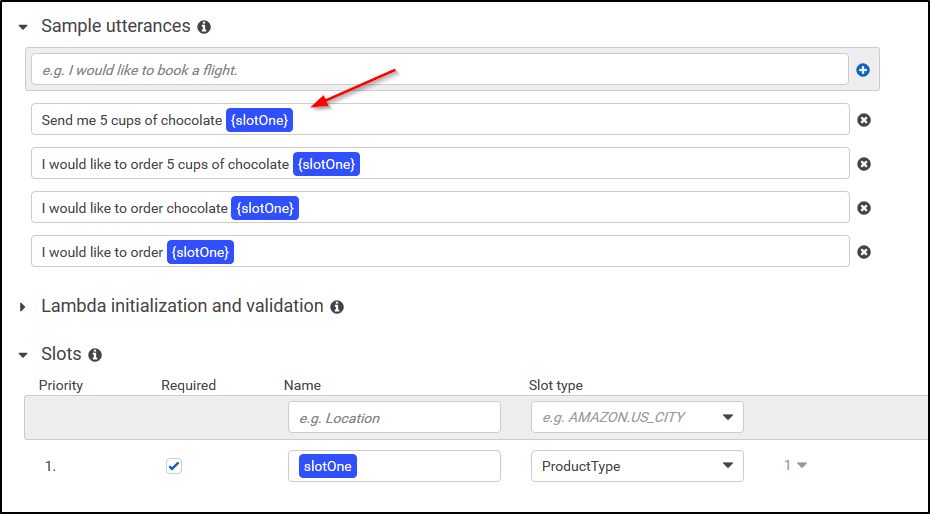 Sample utterances
e.g. I would like to book a flight.
Send me 5 cups of chocolate {slotOne}
I would like to order 5 cups of chocolate {slotOne}
I would like to order chocolate {slotOne}
I would like to order {slotOne}
Lambda initialization and validation
Slots
Priority Required Name Slot type
e.g. Location e.g. AMAZON.US_CITY
1. slotOne ProductType 1